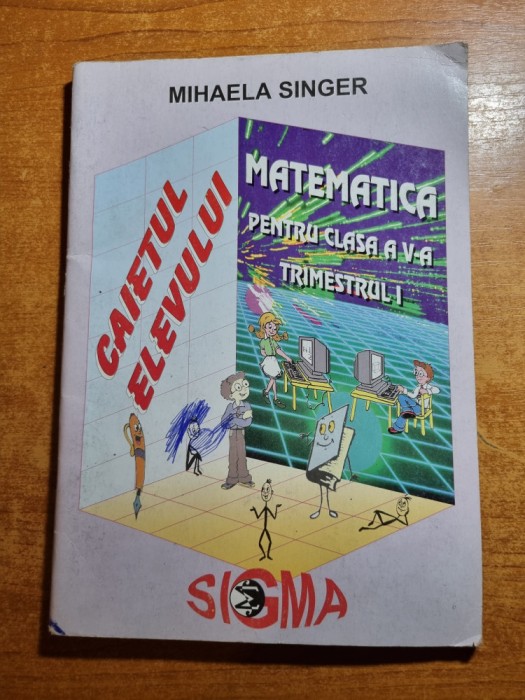 MIHAELA SINGER
CAIETUL
ELEVULUI
MATEMATICA
PENTRU CLASA A V-A
TRIMESTRUL I
SIGMA